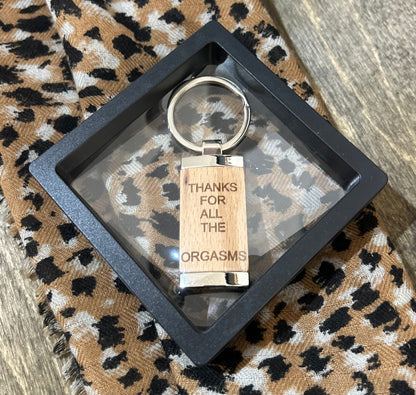 THANKS
FOR
ALL
THE
ORGASMS